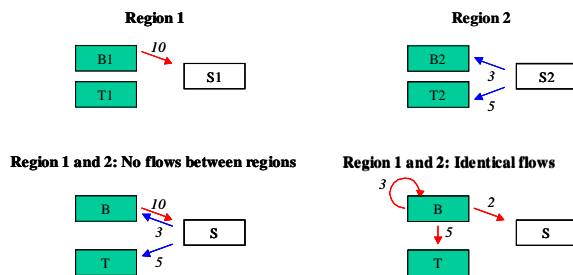 Region 1
Region 2
10
B1
S1
T1
B2
3
S2
T2
5
Region 1 and 2: No flows between regions
Region 1 and 2: Identical flows
B
10
3
S
T
5
3
B
2
5
S
T